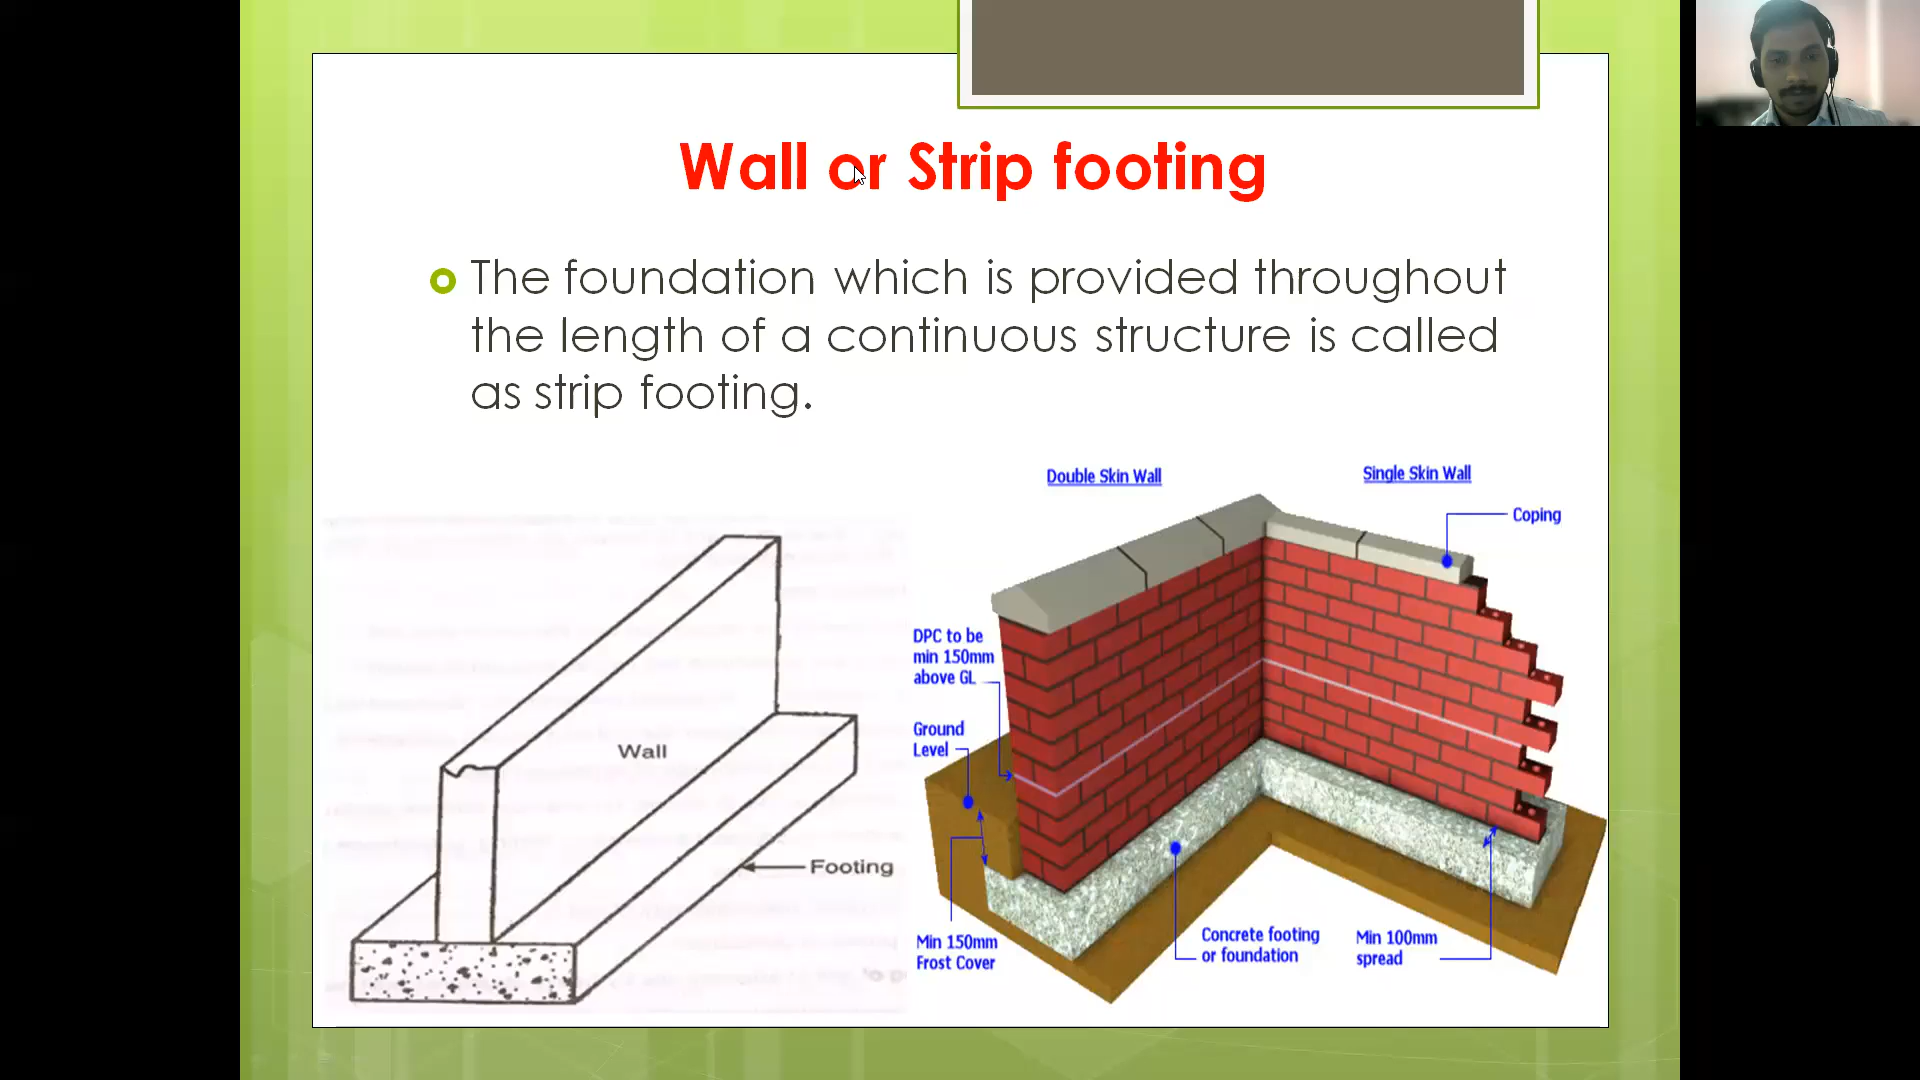 Wall or Strip footing
The foundation which is provided throughout
the length of a continuous structure is called
as strip footing.
Wall
Footing
Double Skin Wall
Single Skin Wall
Coping
DPC to be
min 150mm
above GL
Ground
Level
Min 150mm
Frost Cover
Concrete footing
or foundation
Min 100mm
spread